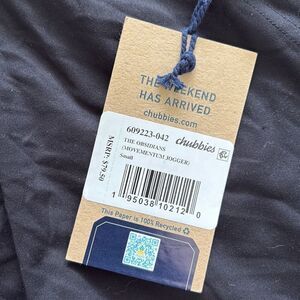 THE WEEKEND
HAS ARRIVED
chubbies.com
609223-042 chubbies
THE OBSIDIANS
(MOVEMENTUM JOGGER)
Small
MSRP: $79.50
1 95038 10212 0
This Paper is 100% Recycled